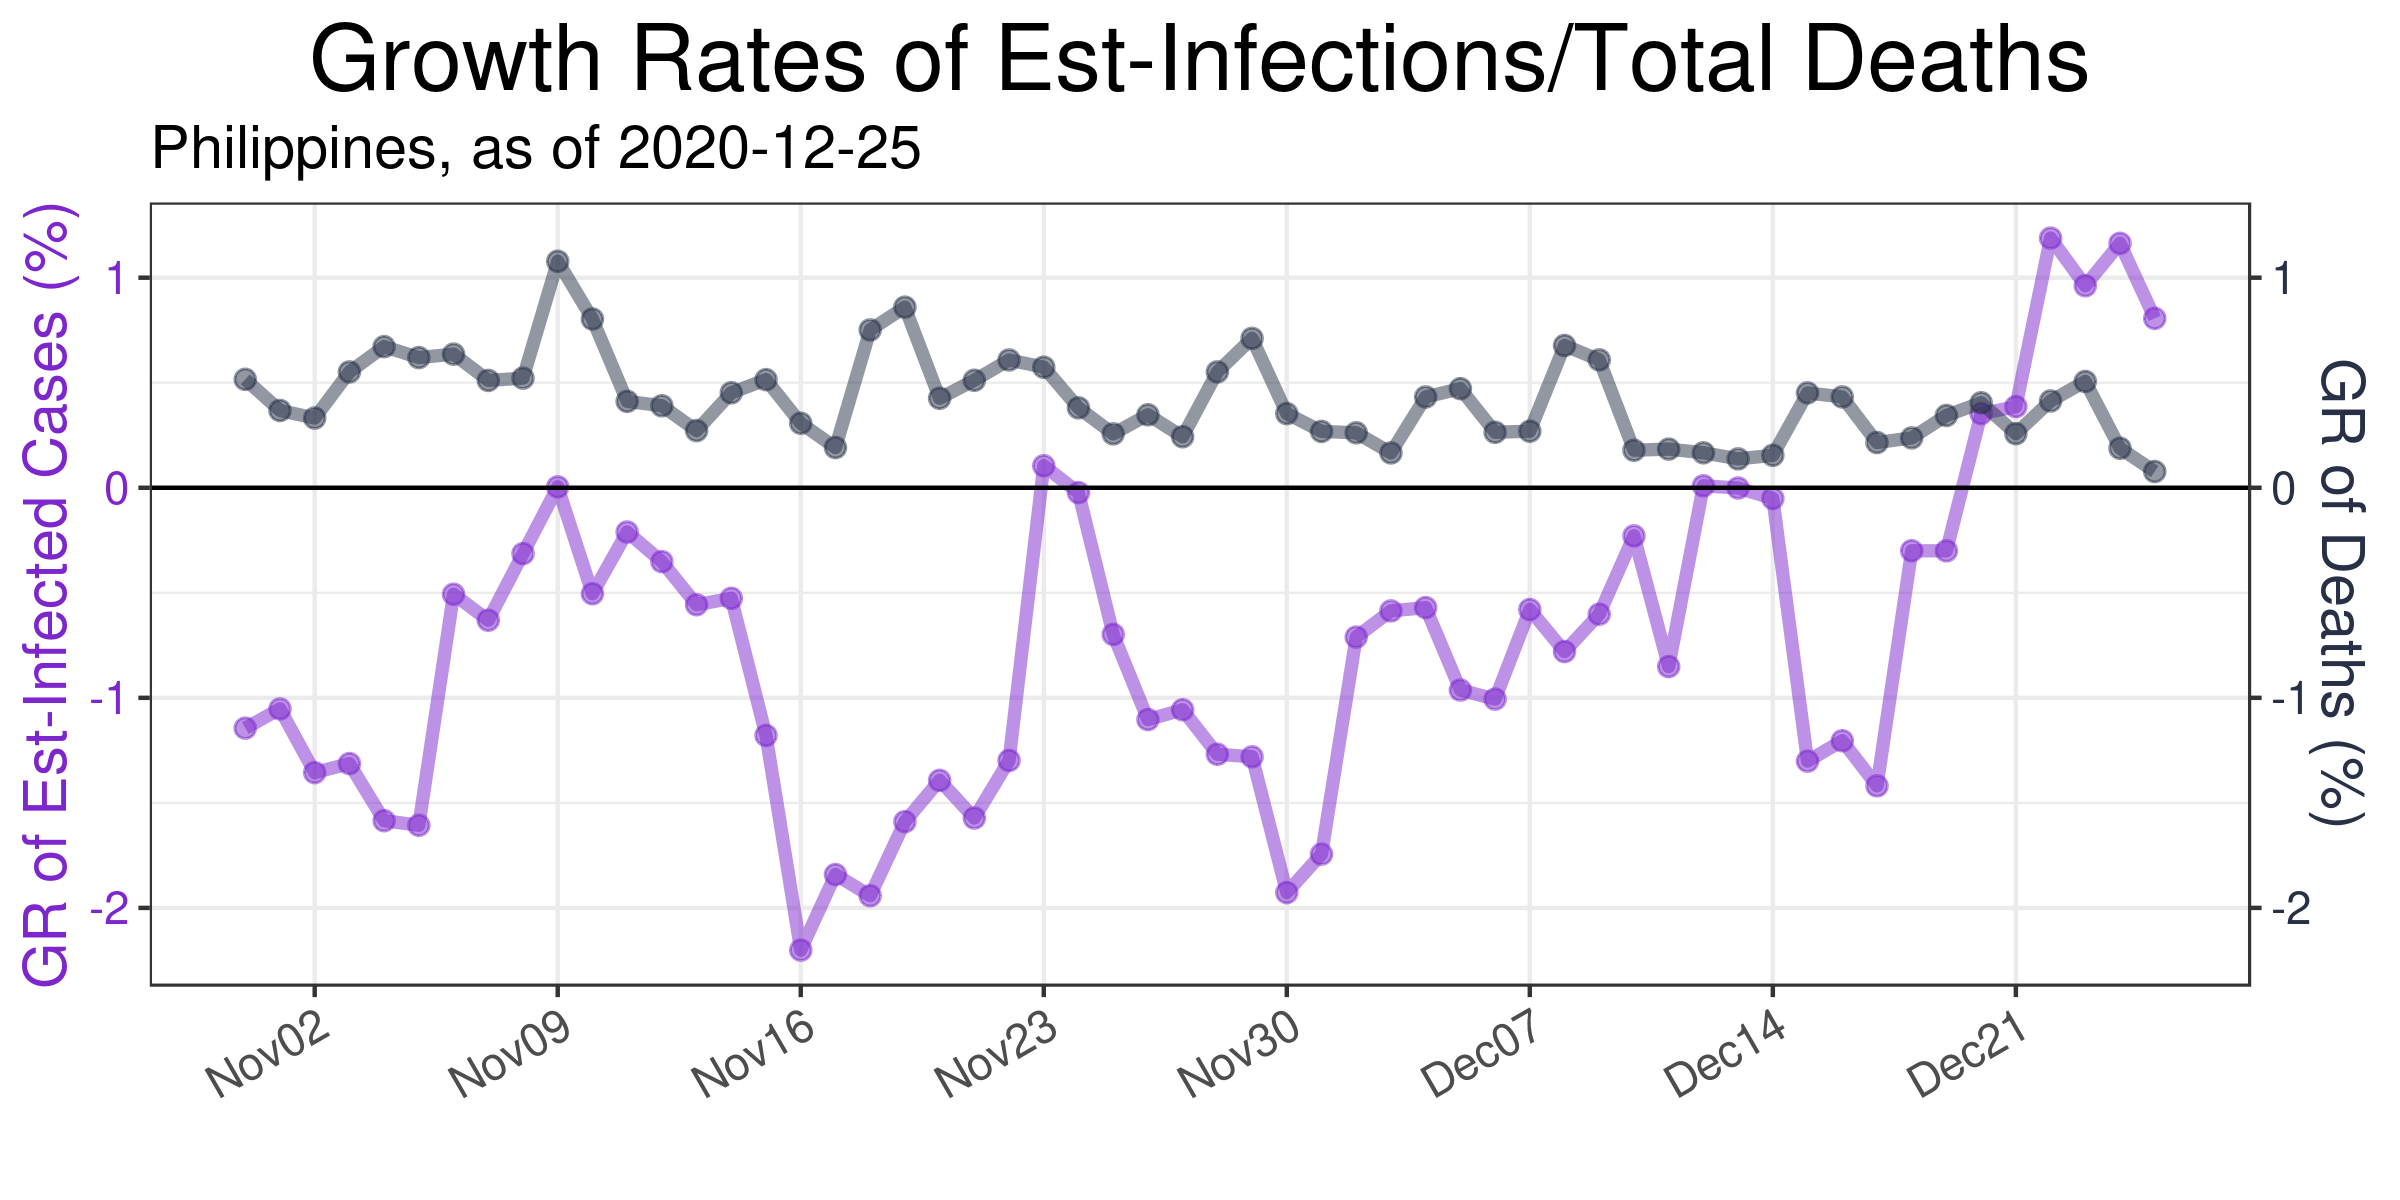 Growth Rates of Est-Infections/Total Deaths
Philippines, as of 2020-12-25
GR of Est-Infected Cases (%)
1
0
-1
-2
1
0
-1
-2
GR of Deaths (%)
Nov02
Nov09
Nov16
Nov23
Nov30
Dec07
Dec14
Dec21